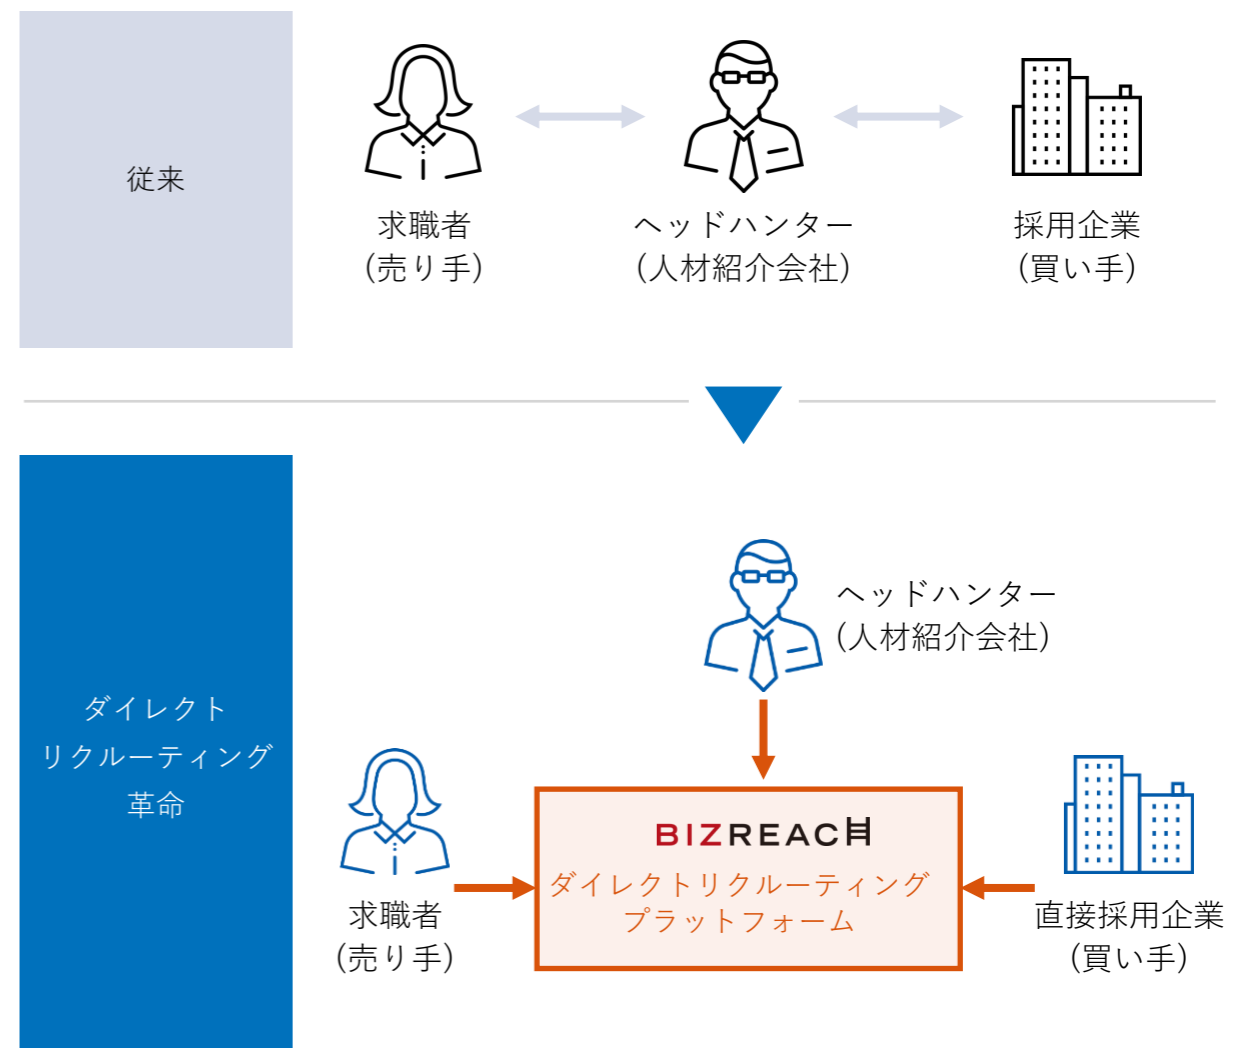 従来
求職者
(売り手)
ヘッドハンター
(人材紹介会社)
採用企業
(買い手)
ダイレクト
リクルーティング
革命
ヘッドハンター
(人材紹介会社)
求職者
(売り手)
BIZREACH
ダイレクトリクルーティング
プラットフォーム
直接採用企業
(買い手)